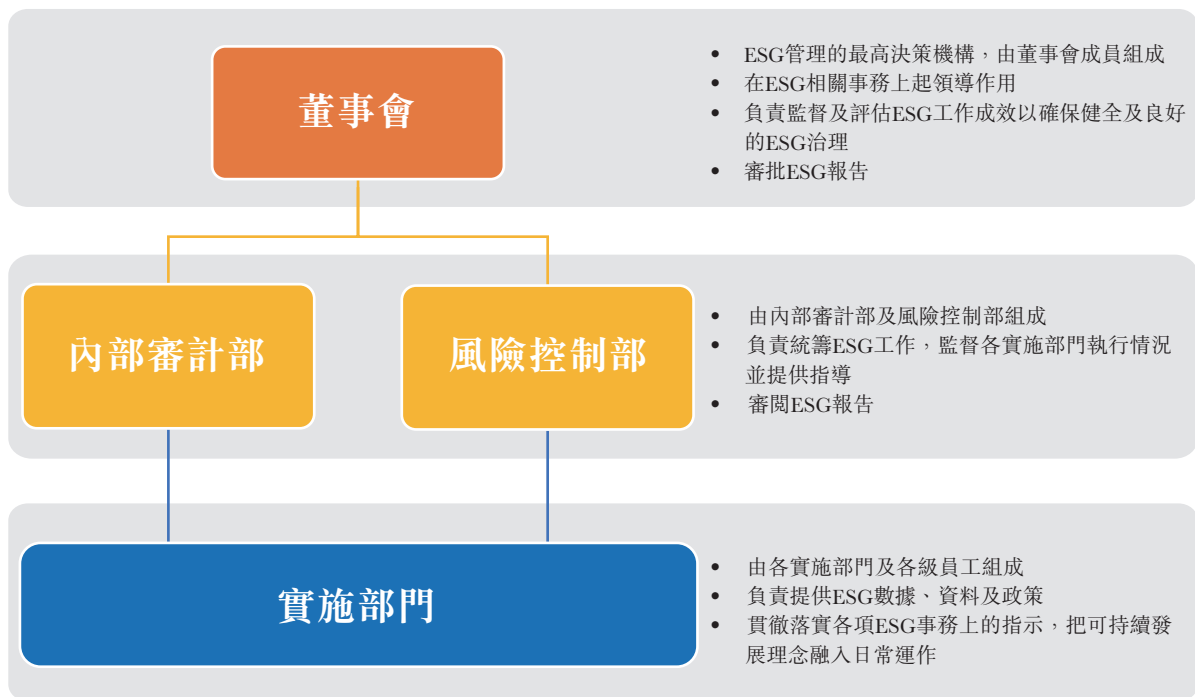 董事會
• ESG管理的最高決策機構，由董事會成員組成
• 在ESG相關事務上起領導作用
• 負責監督及評估ESG工作成效以確保健全及良好
的ESG治理
• 審批ESG報告
內部審計部
風險控制部
• 由內部審計部及風險控制部組成
• 負責統籌ESG工作，監督各實施部門執行情況
並提供指導
• 審閱ESG報告
實施部門
• 由各實施部門及各級員工組成
• 負責提供ESG數據、資料及政策
• 貫徹落實各項ESG事務上的指示，把可持續發
展理念融入日常運作